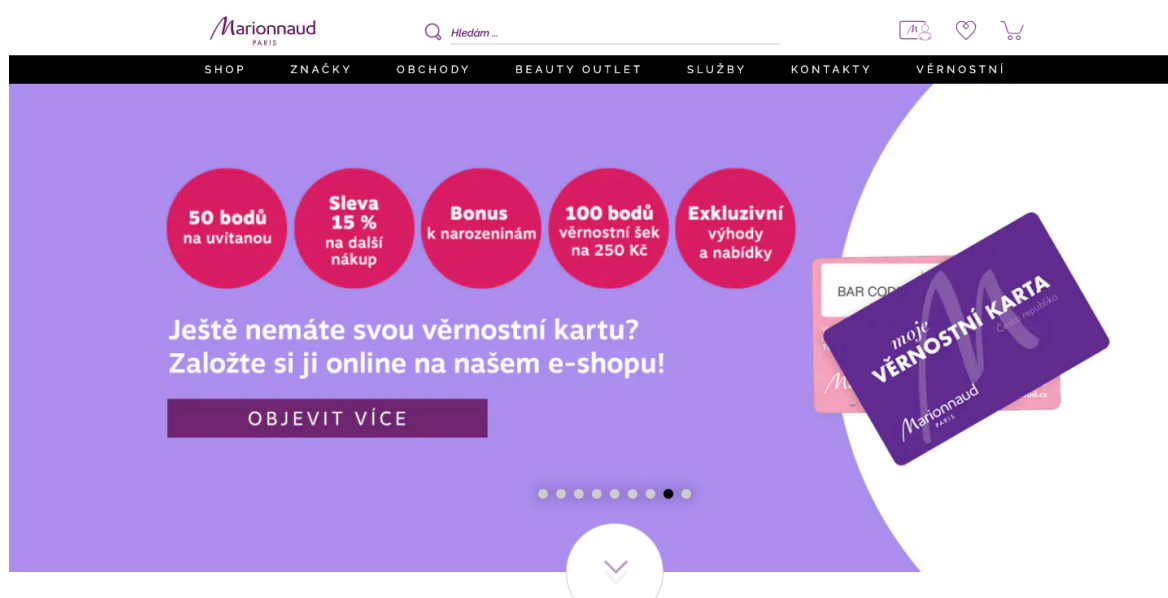 Marionnaud
PARIS
Hledám ...
SHOP ZNAČKY OBCHODY BEAUTY OUTLET SLUŽBY KONTAKTY VĚRNOSTNÍ
50 bodů
na uvítanou
Sleva
15 %
na další
nákup
Bonus
k narozeninám
100 bodů
věrnostní šek
na 250 Kč
Exkluzivní
výhody
a nabídky
Ještě nemáte svou věrnostní kartu?
Založte si ji online na našem e-shopu!
OBJEVIT VÍCE
BAR
moje
VĚRNOSTNÍ KARTA
Česká republika
Marionnaud
PARIS